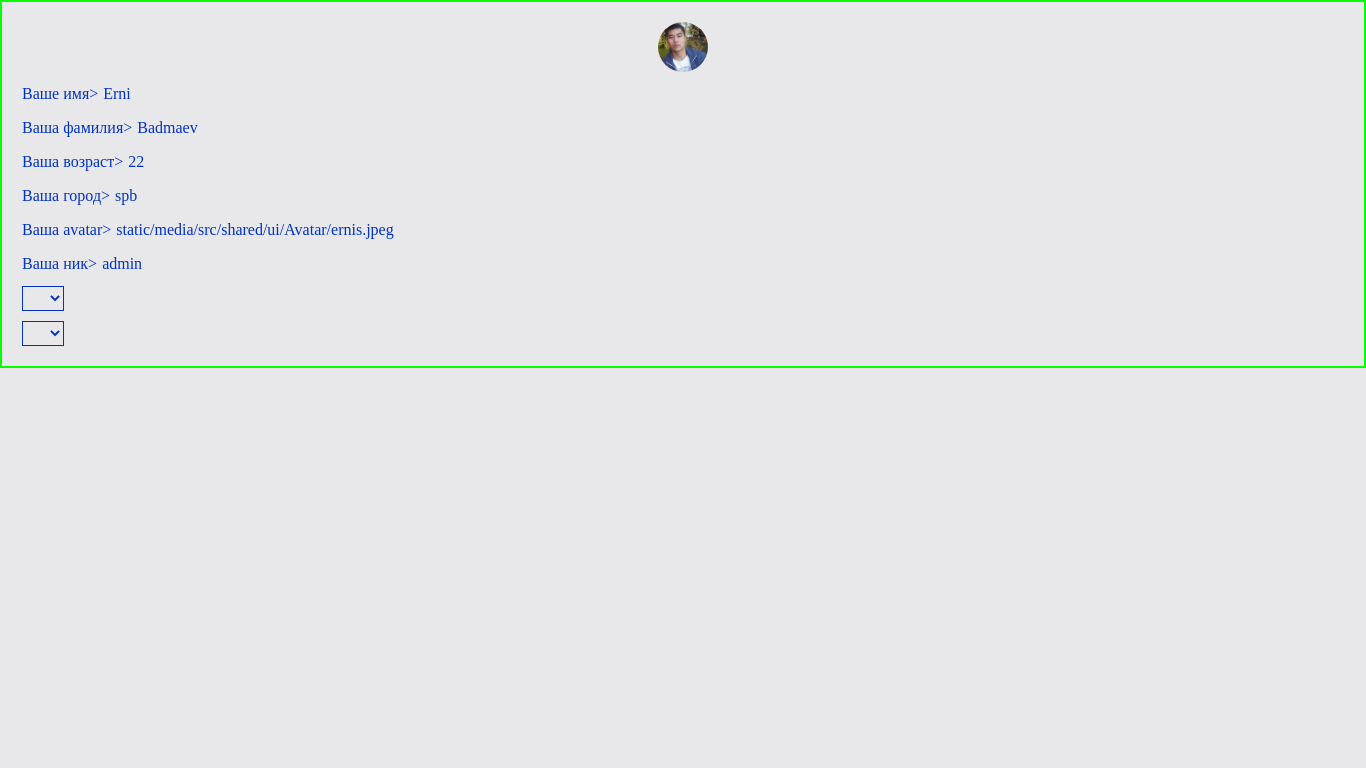 Ваше имя> Erni
Ваша фамилия> Badmaev
Ваша возраст> 22
Ваша город> spb
Ваша avatar> static/media/src/shared/ui/Avatar/ernis.jpeg
Ваша ник> admin